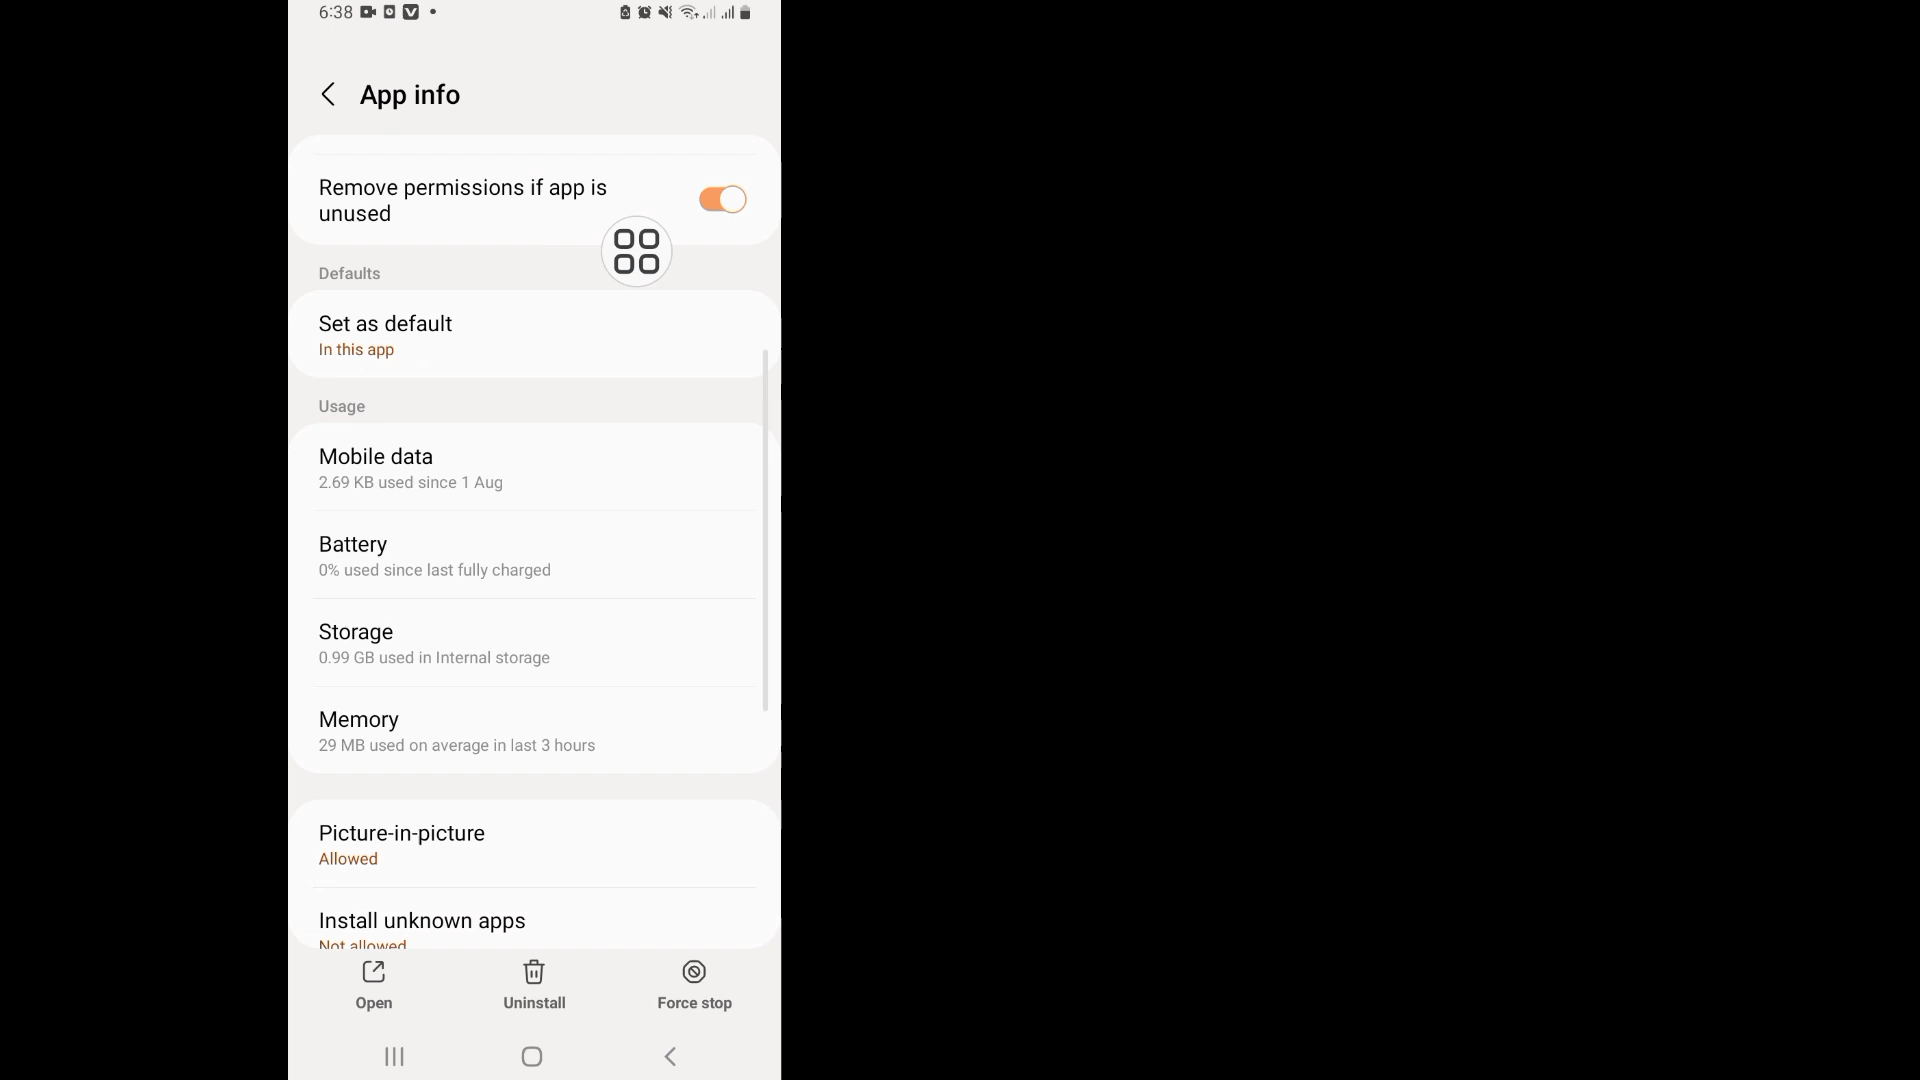 6:38
App info
Remove permissions if app is
unused
Defaults
Set as default
In this app
Usage
Mobile data
2.69 KB used since 1 Aug
Battery
0% used since last fully charged
Storage
0.99 GB used in Internal storage
Memory
29 MB used on average in last 3 hours
Picture-in-picture
Allowed
Install unknown apps
Not allowed
Open
Uninstall
Force stop